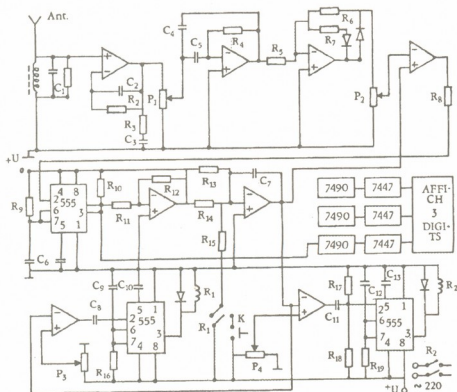 Ant.
C4
R4
C5
R5
R6
R7
C1
C2
R2
R3
C3
P1
P2
R8
+U
R9
R10
R11
R12
R13
R14
R15
C7
4 8
2 555
6
7
5 1
C6
7490 7447
7490 7447
7490 7447
AFFI-
CH
3
DIGI-
TS
C9
C10
C8
5 1
2
6 555
7
4 8
R1
R1
K
P3
R16
P4
C11
R17
C12
C13
R18
R19
2 5 1
6 555
7
4 8
R2
R2
+U
~ 220